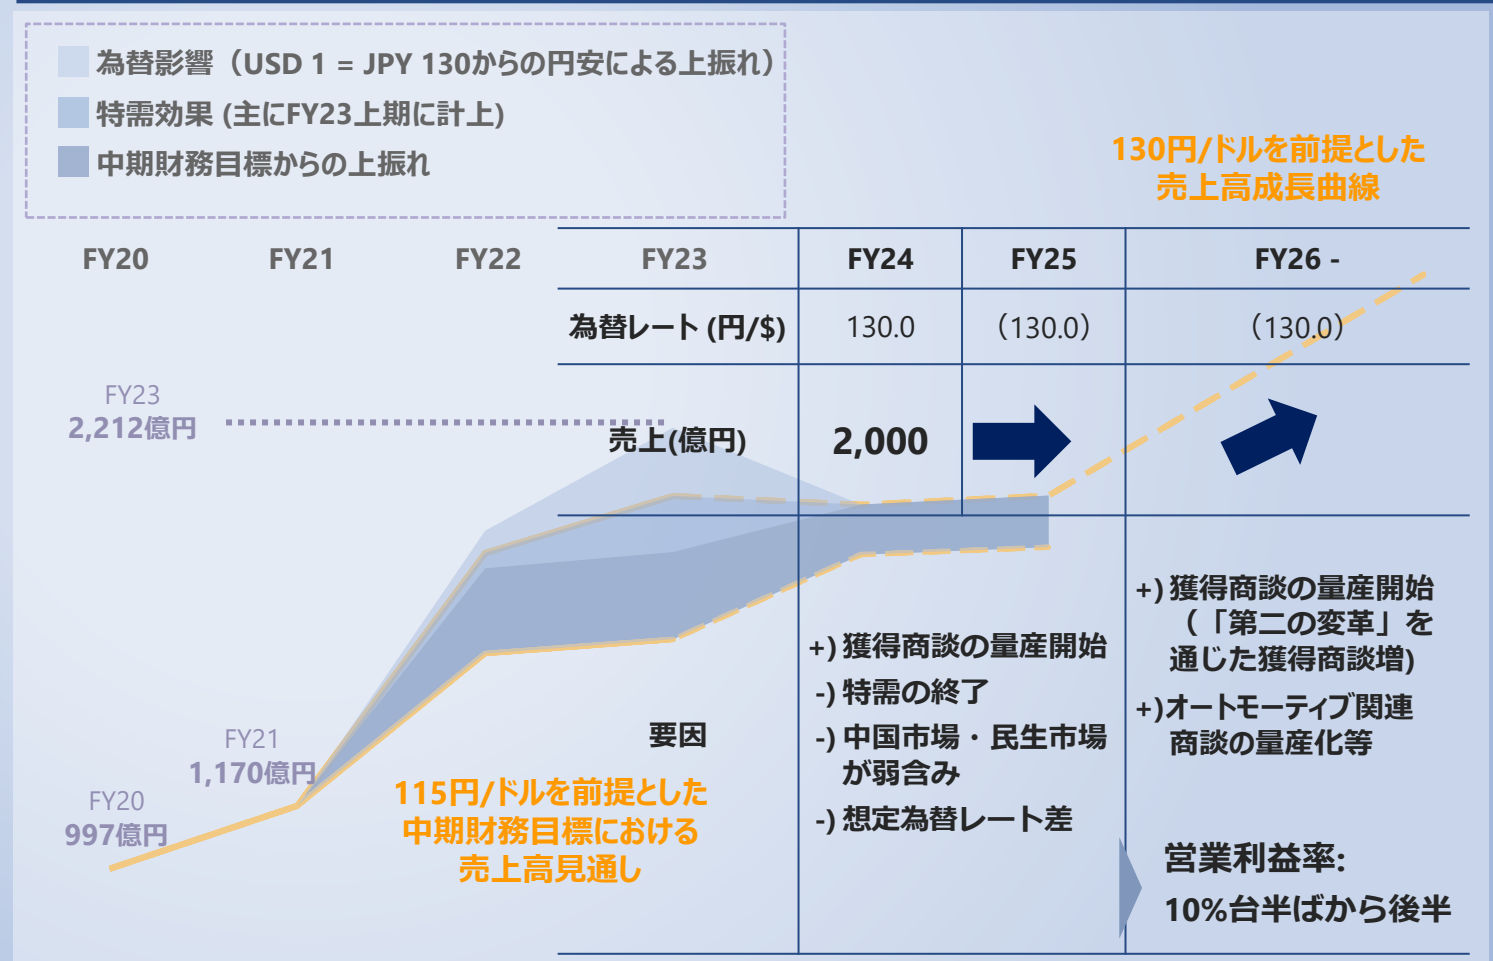 為替影響（USD 1 = JPY 130からの円安による上振れ）
特需効果 (主にFY23上期に計上)
中期財務目標からの上振れ
130円/ドルを前提とした
売上高成長曲線
FY20
FY21
FY22
FY23
FY24
FY25
FY26 -
為替レート (円/$)
130.0
（130.0）
（130.0）
FY23
2,212億円
売上(億円)
2,000
FY21
1,170億円
FY20
997億円
115円/ドルを前提とした
中期財務目標における
売上高見通し
要因
+) 獲得商談の量産開始
-) 特需の終了
-) 中国市場・民生市場
が弱含み
-) 想定為替レート差
+) 獲得商談の量産開始
（「第二の変革」を
通じた獲得商談増)
+)オートモーティブ関連
商談の量産化等
営業利益率:
10%台半ばから後半